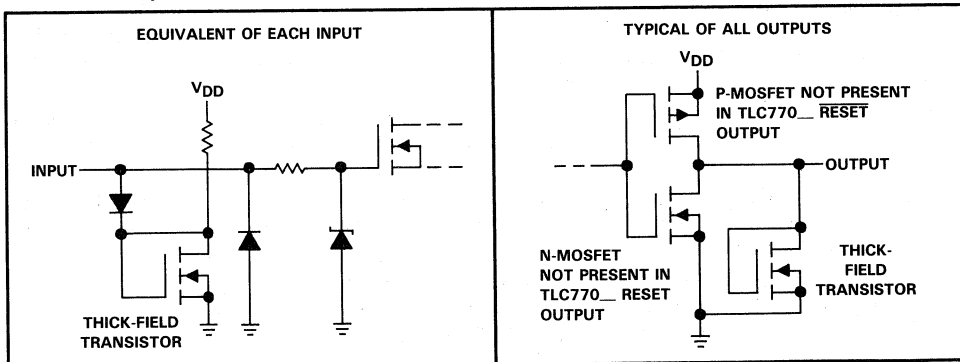 EQUIVALENT OF EACH INPUT
VDD
INPUT
THICK-FIELD
TRANSISTOR
TYPICAL OF ALL OUTPUTS
VDD
P-MOSFET NOT PRESENT
IN TLC770__ RESET
OUTPUT
OUTPUT
N-MOSFET
NOT PRESENT IN
TLC770__ RESET
OUTPUT
THICK-
FIELD
TRANSISTOR